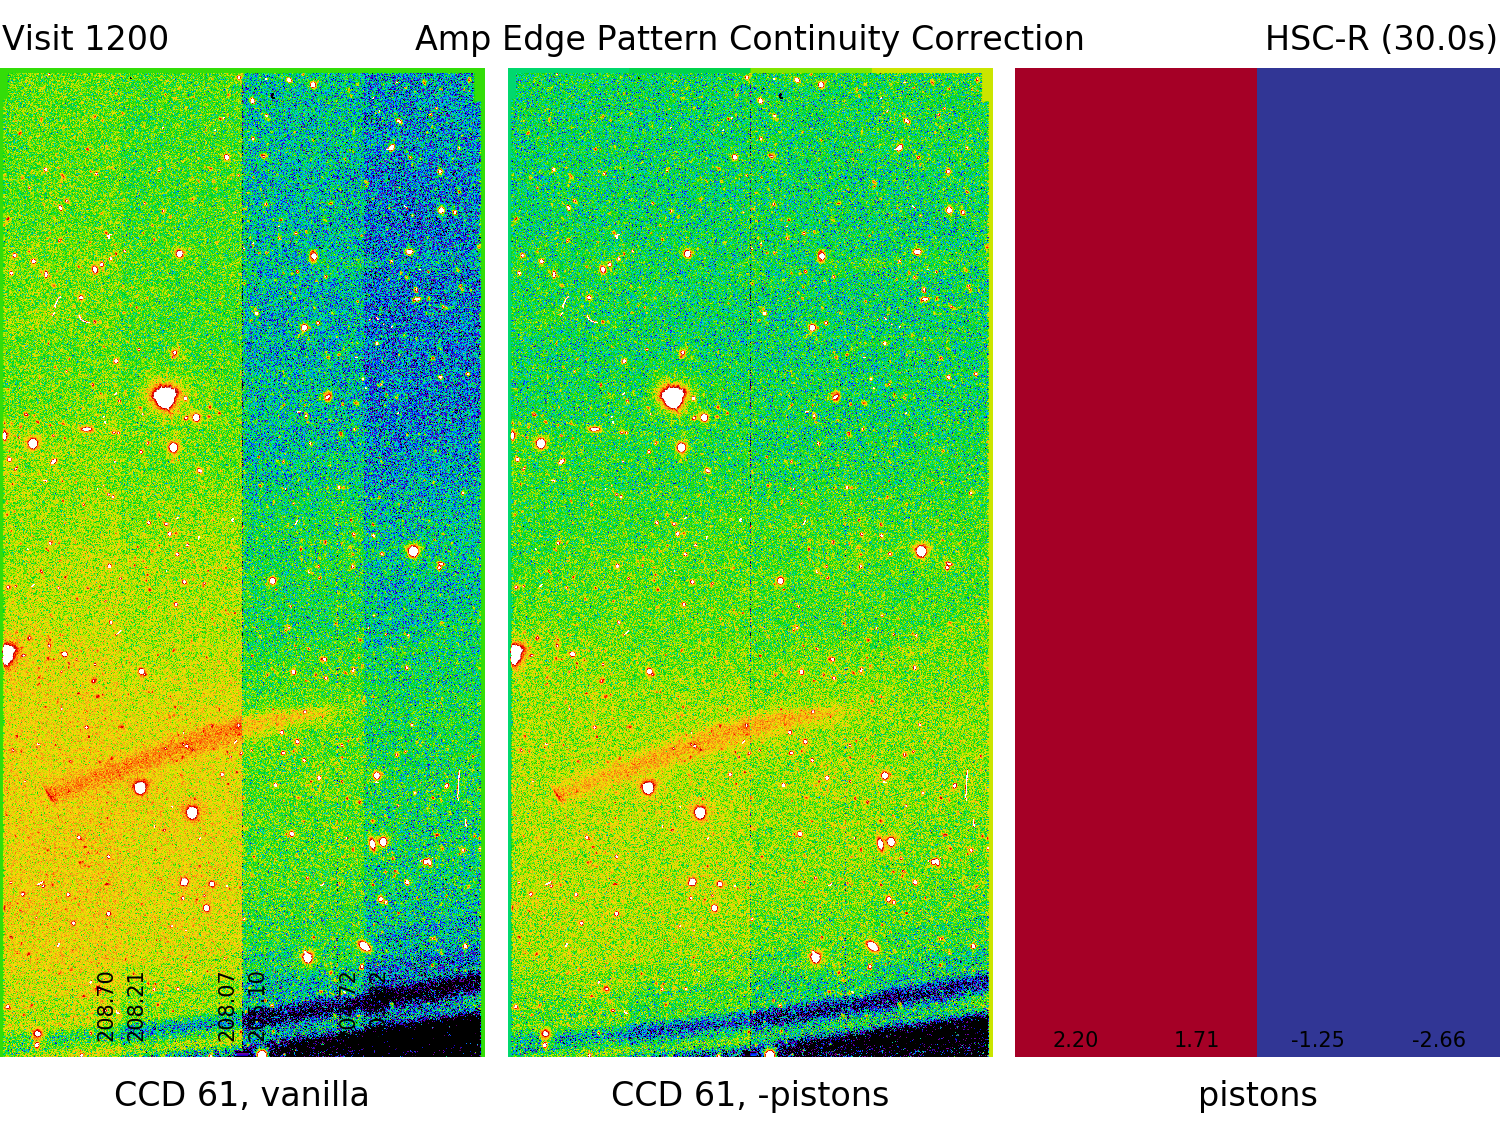 Visit 1200
Amp Edge Pattern Continuity Correction
HSC-R (30.0s)
208.70
208.21
208.07
2.20
1.71
-1.25
-2.66
CCD 61, vanilla
CCD 61, -pistons
pistons